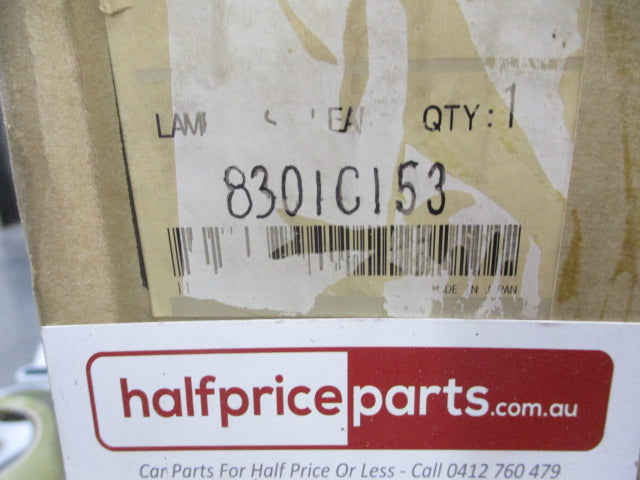 QTY: 1
8301C153
MADE IN JAPAN
halfpriceparts.com.au
Car Parts For Half Price Or Less - Call 0412 760 479